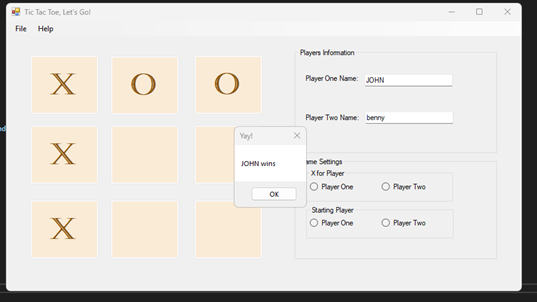 Tic Tac Toe, Let's Go!
File Help
X O O
X
X
Players Information
Player One Name: JOHN
Player Two Name: benny
Yay!
JOHN wins
OK
ame Settings
X for Player
Player One Player Two
Starting Player
Player One Player Two